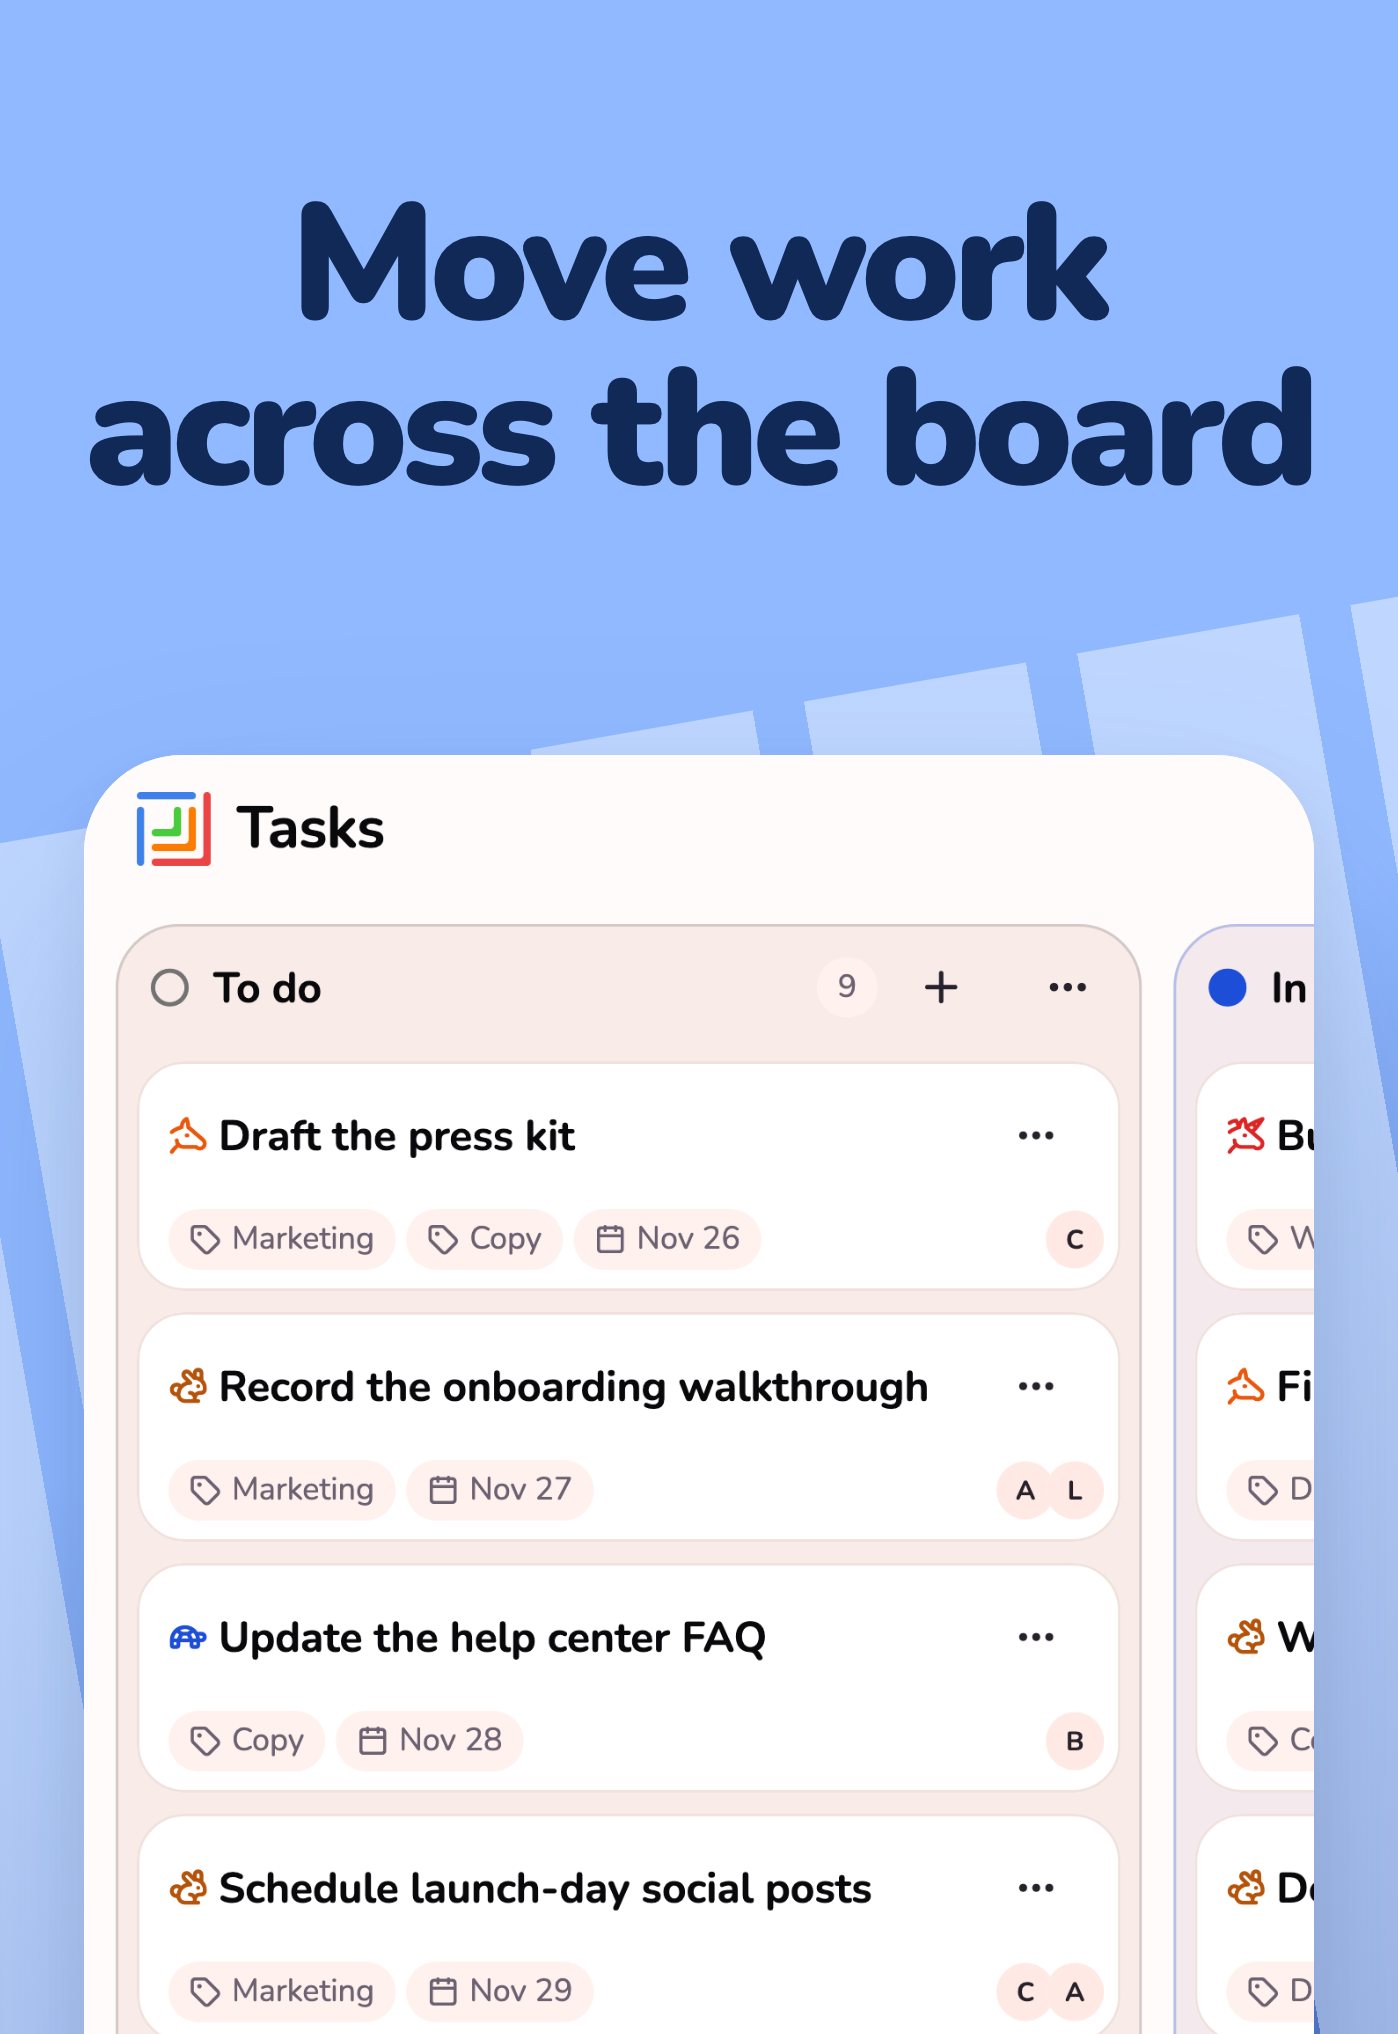 Move work
across the board
Tasks
To do 9
In
Draft the press kit
Marketing Copy Nov 26 C
Record the onboarding walkthrough
Marketing Nov 27 A L
Update the help center FAQ
Copy Nov 28 B
Schedule launch-day social posts
Marketing Nov 29 C A